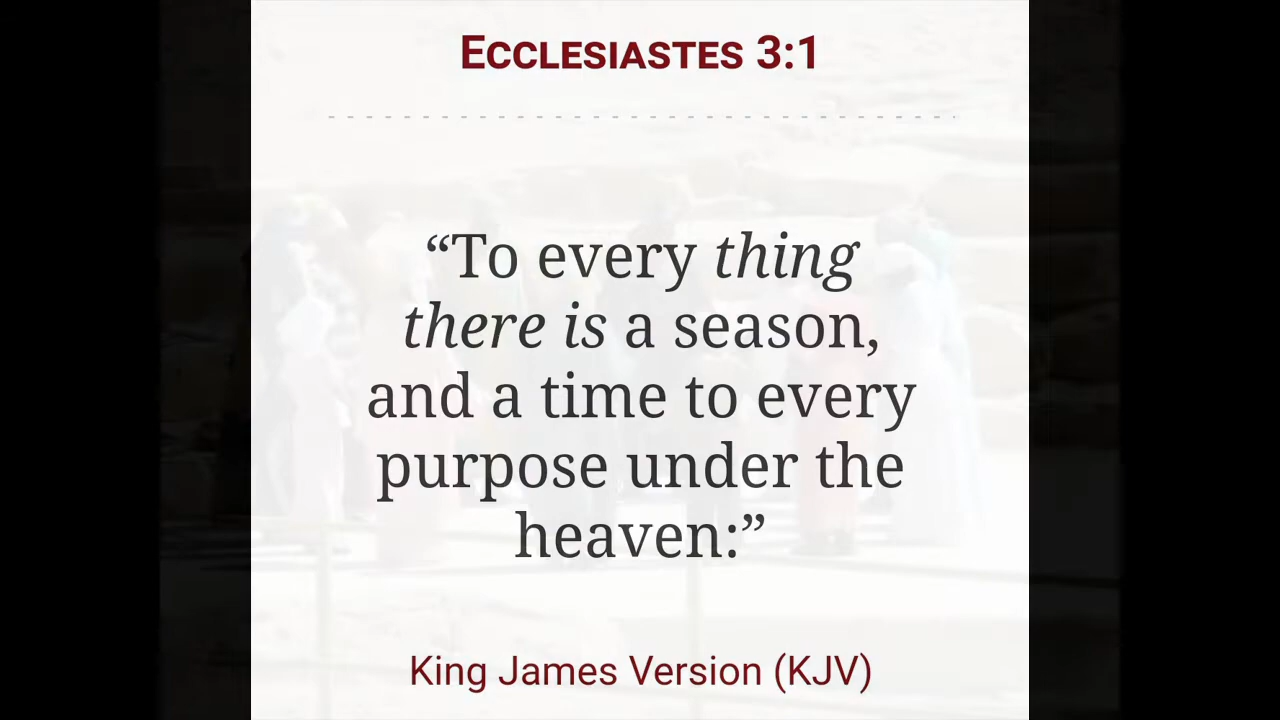 Ecclesiastes 3:1
“To every thing
there is a season,
and a time to every
purpose under the
heaven:”
King James Version (KJV)